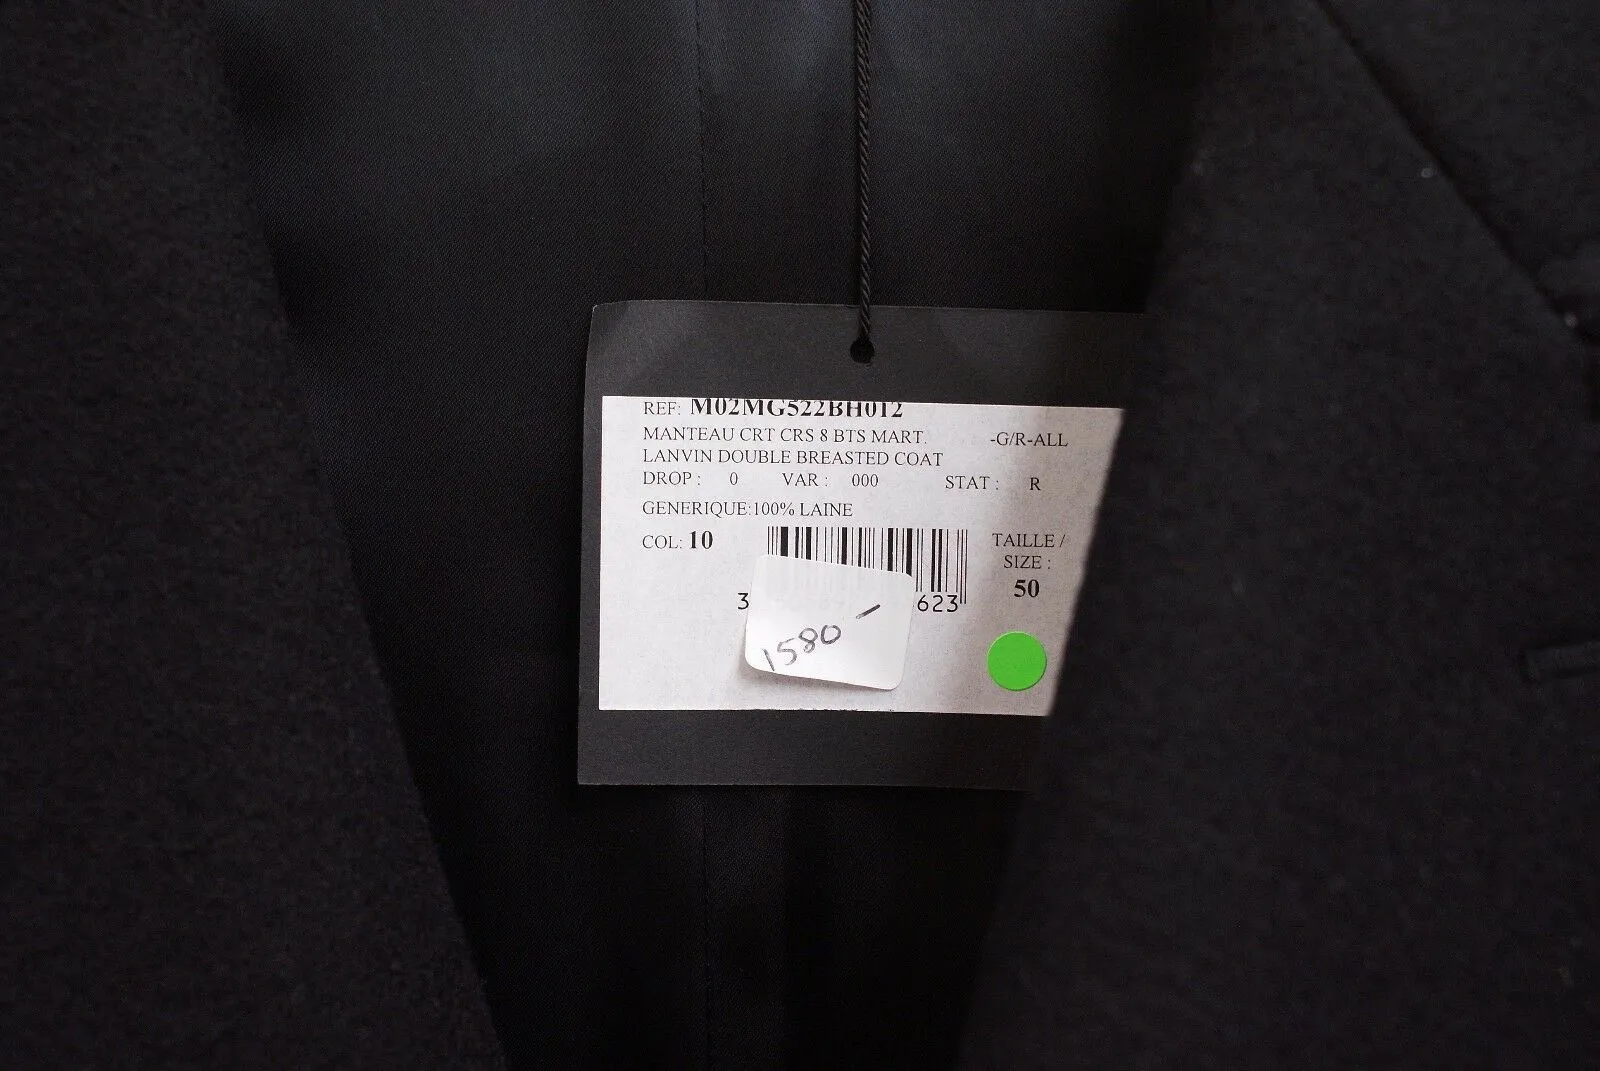 REF: M02MG522BH012
MANTEAU CRT CRS 8 BTS MART. -G/R-ALL
LANVIN DOUBLE BREASTED COAT
DROP : 0 VAR : 000 STAT : R
GENERIQUE:100% LAINE
COL: 10
TAILLE /
SIZE :
50
3 623
1580 -